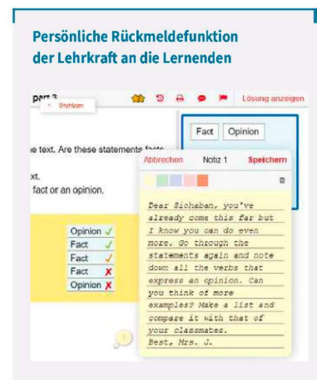 Persönliche Rückmeldefunktion
der Lehrkraft an die Lernenden
part 3
Lösung anzeigen
Fact Opinion
e text. Are these statements facts
xt.
fact or an opinion.
Abbrechen Notiz 1 Speichern
Dear Siohaban, you've
already come this far but
I know you can do even
more. Go through the
statements again and note
down all the verbs that
express an opinion. Can
you think of more
examples? Make a list and
compare it with that of
your classmates.
Best, Mrs. J.
Opinion ✓
Fact ✓
Fact ✓
Fact ✗
Opinion ✗